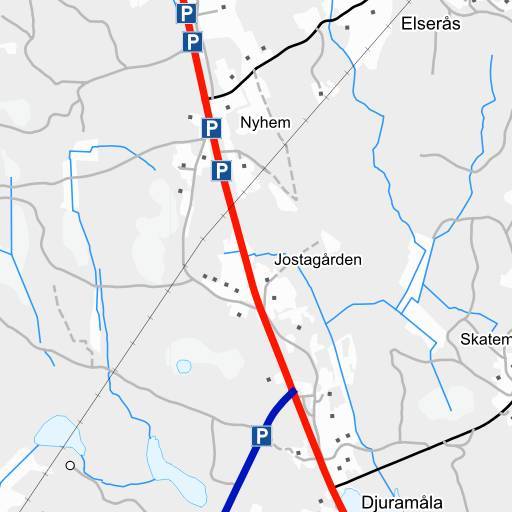 P
Elserås
P
Nyhem
P
P
Jostagården
Skatem
P
Djuramåla